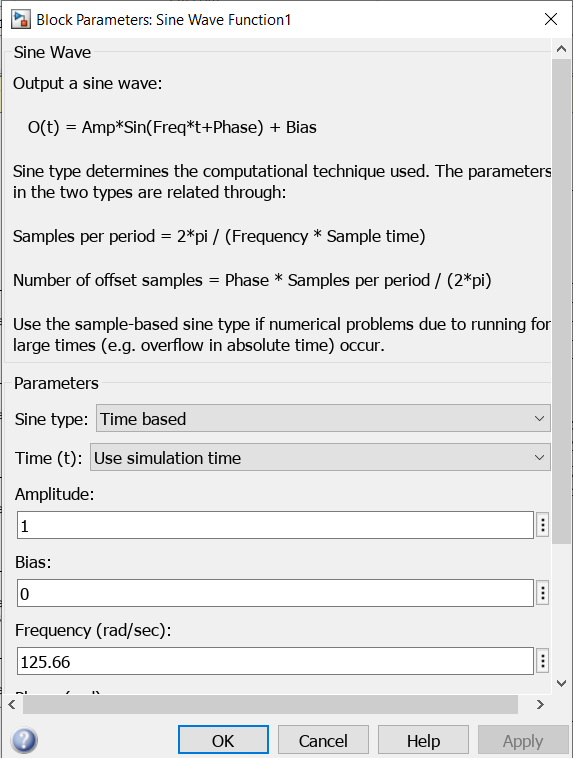 Block Parameters: Sine Wave Function1
Sine Wave
Output a sine wave:
O(t) = Amp*Sin(Freq*t+Phase) + Bias
Sine type determines the computational technique used. The parameters
in the two types are related through:
Samples per period = 2*pi / (Frequency * Sample time)
Number of offset samples = Phase * Samples per period / (2*pi)
Use the sample-based sine type if numerical problems due to running for
large times (e.g. overflow in absolute time) occur.
Parameters
Sine type: Time based
Time (t): Use simulation time
Amplitude:
1
Bias:
0
Frequency (rad/sec):
125.66
OK Cancel Help Apply